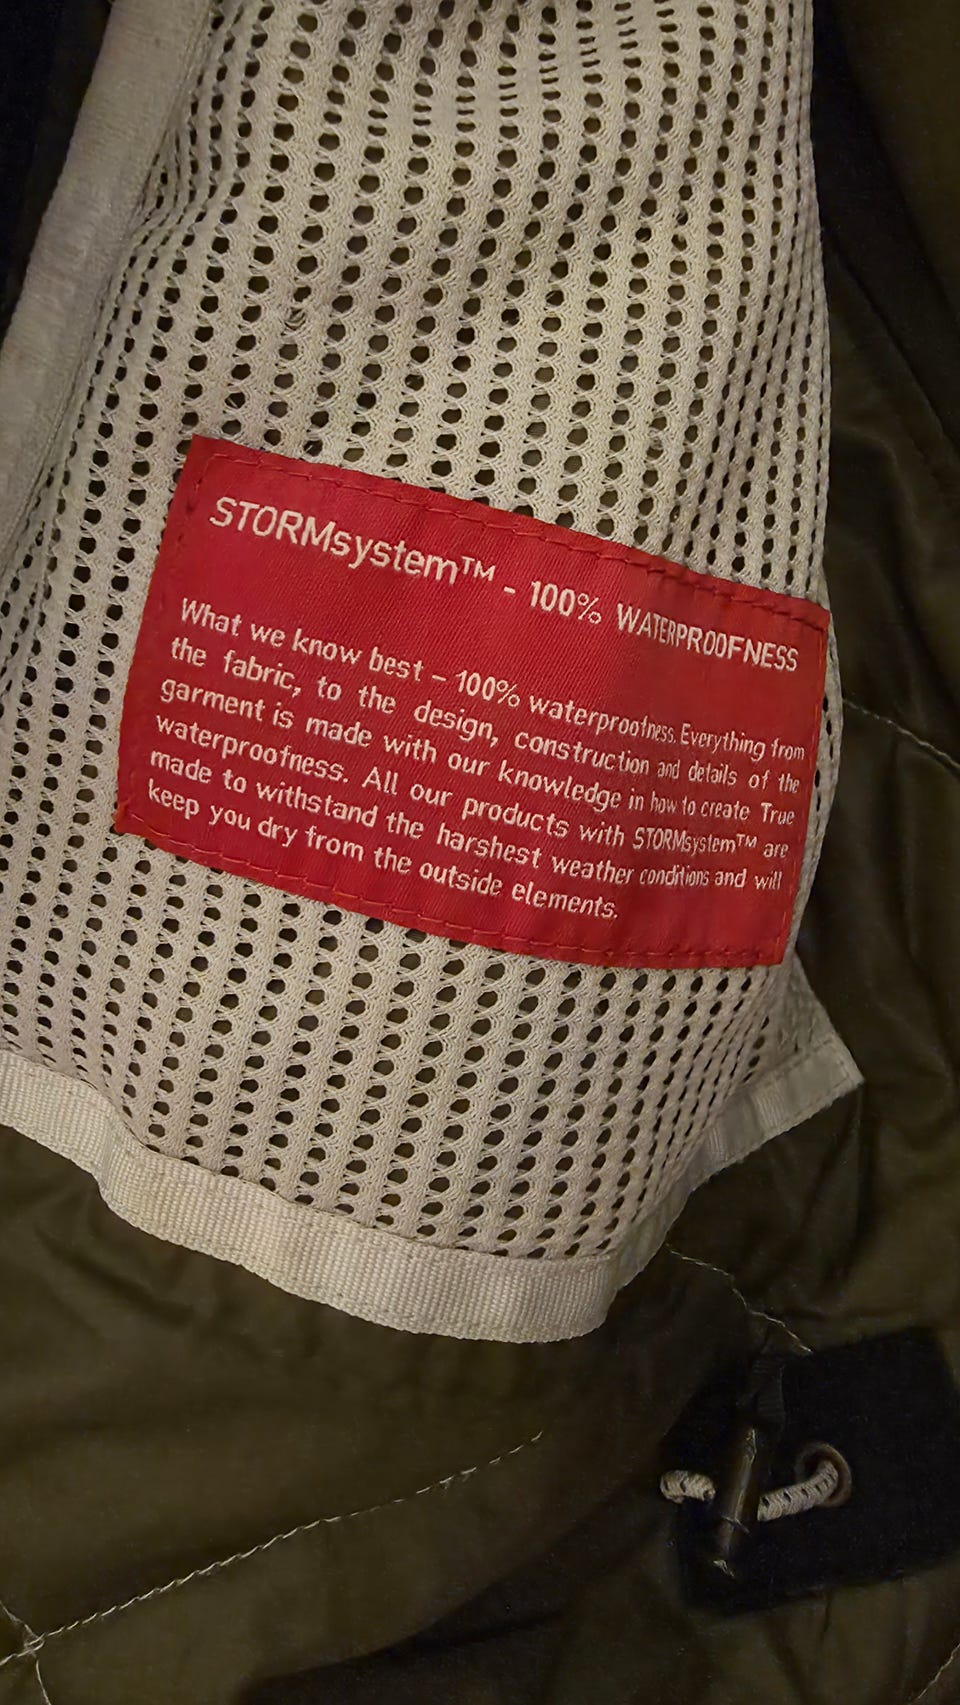 STORMsystem™ - 100% WATERPROOFNESS
What we know best – 100% waterproofness. Everything from
the fabric, to the design, construction and details of the
garment is made with our knowledge in how to create True
waterproofness. All our products with STORMsystem™ are
made to withstand the harshest weather conditions and will
keep you dry from the outside elements.